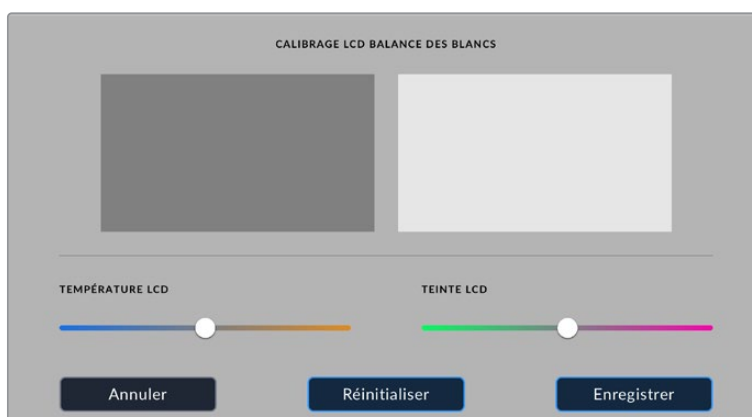 CALIBRAGE LCD BALANCE DES BLANCS
TEMPÉRATURE LCD
TEINTE LCD
Annuler
Réinitialiser
Enregistrer